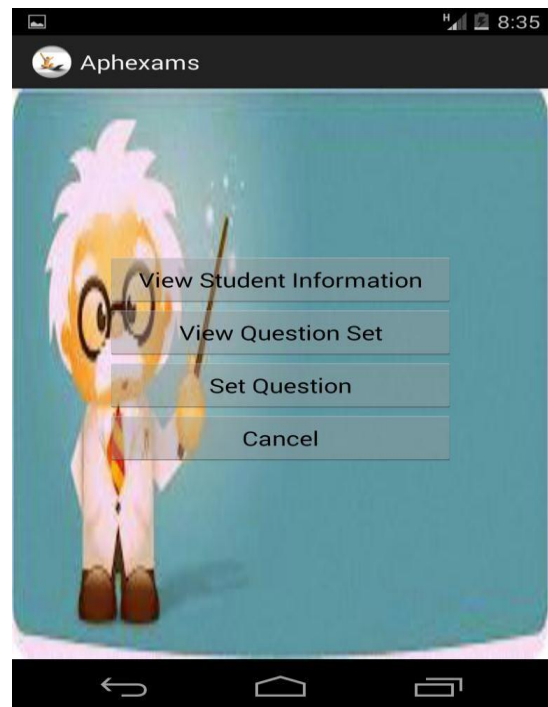 H 8:35
Aphexams
View Student Information
View Question Set
Set Question
Cancel